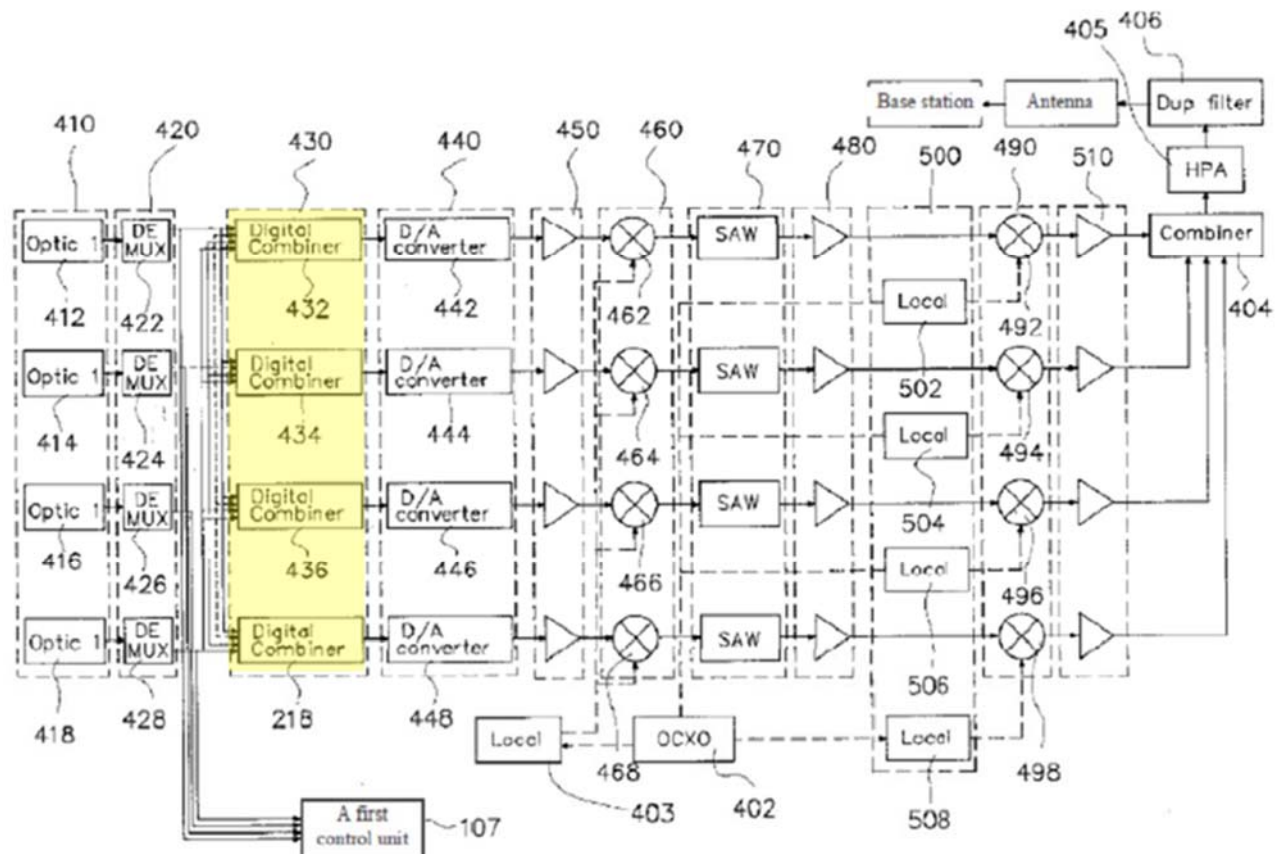 406
405
Base station
Antenna
Dup filter
410
420
430
440
450
460
470
480
500
490
510
HPA
Optic 1
DE
MUX
Digital
Combiner
D/A
converter
SAW
Combiner
412
422
432
442
462
Local
492
404
Optic 1
DE
MUX
Digital
Combiner
D/A
converter
SAW
502
414
424
434
444
464
Local
494
Optic 1
DE
MUX
Digital
Combiner
D/A
converter
SAW
504
416
426
436
446
466
Local
496
Optic 1
DE
MUX
Digital
Combiner
D/A
converter
SAW
506
418
428
218
448
Local
468
OCXO
Local
498
403
402
508
A first
control unit
107